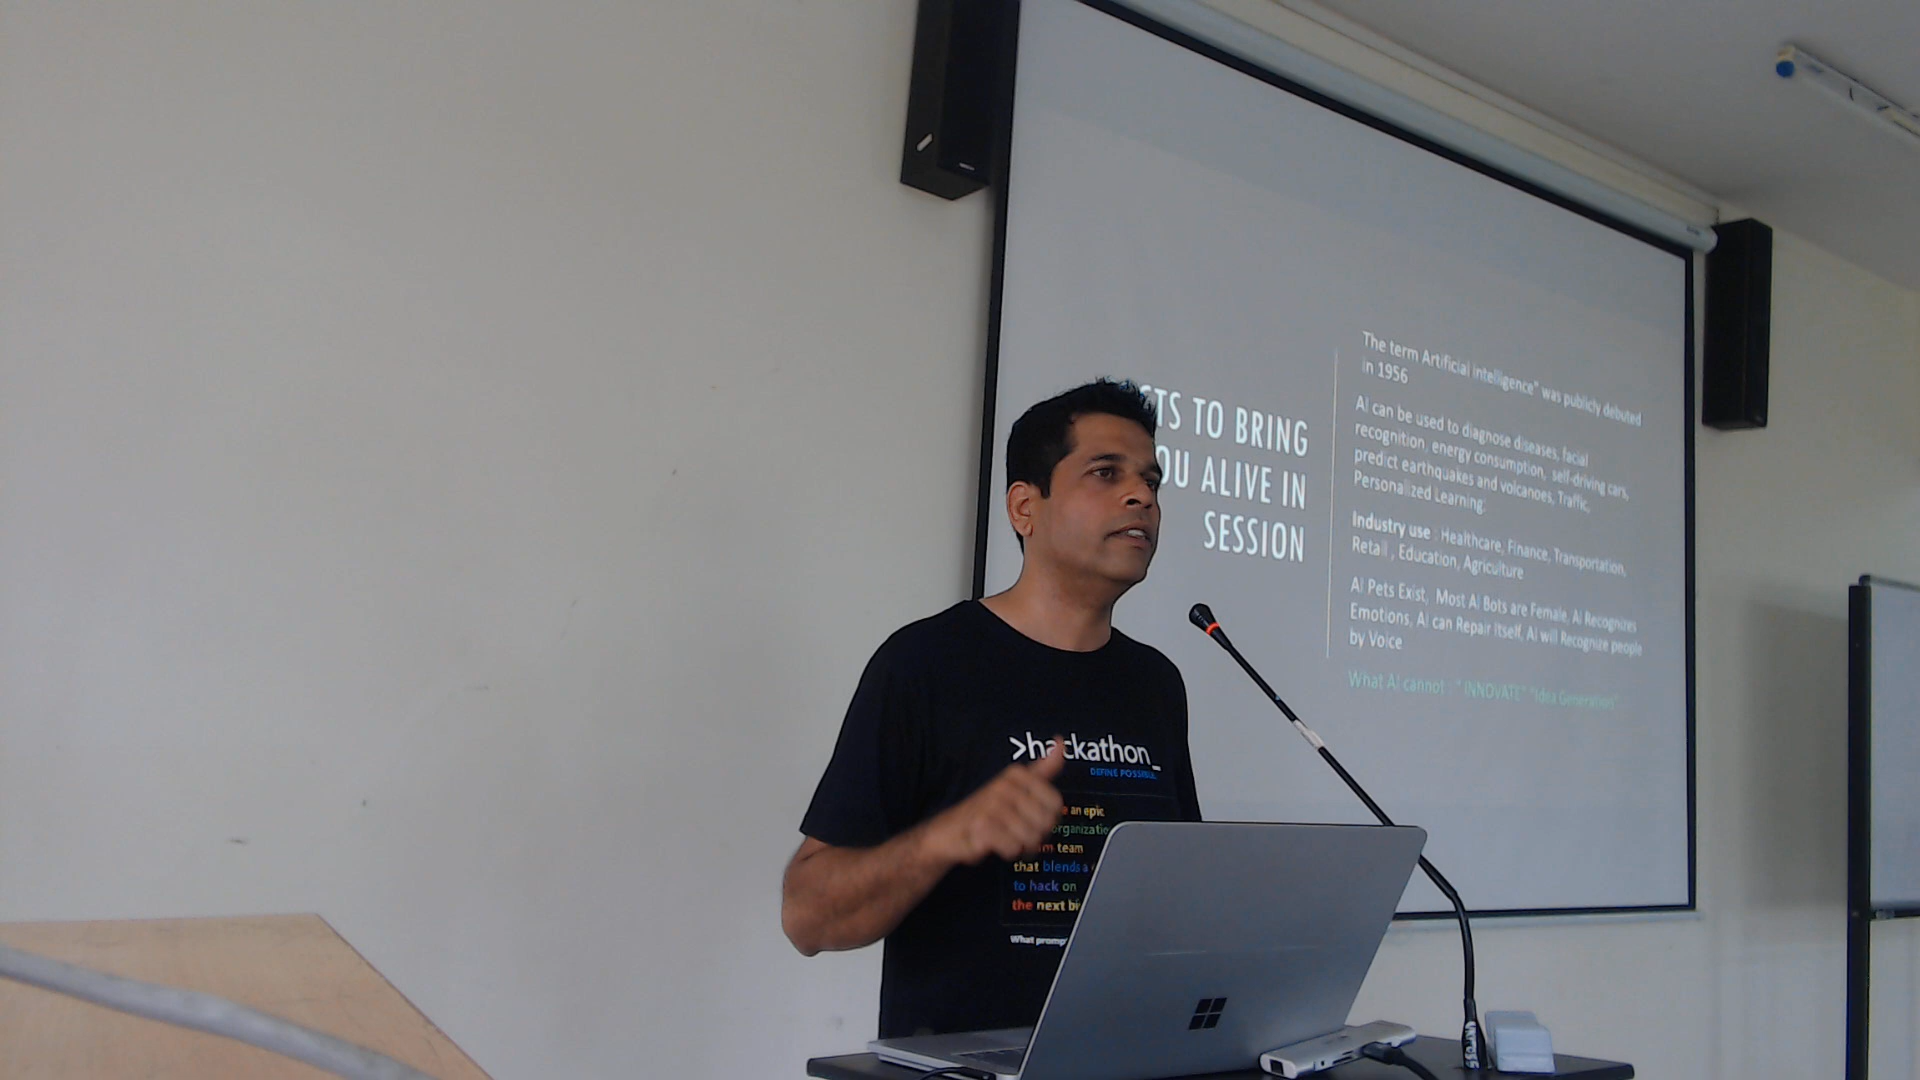 TS TO BRING
OU ALIVE IN
SESSION
The term Artificial intelligence" was publicly debuted
in 1956
AI can be used to diagnose diseases, facial
recognition, energy consumption, self-driving cars,
predict earthquakes and volcanoes, Traffic,
Personalized Learning.
Industry use : Healthcare, Finance, Transportation,
Retail , Education, Agriculture
AI Pets Exist, Most AI Bots are Female, AI Recognizes
Emotions, AI can Repair Itself, AI will Recognize people
by Voice
What AI cannot : " INNOVATE" "Idea Generation"
>hackathon_
DEFINE POSSIBLE.
an epic
organizatio
team
that blends a
to hack on
the next bi
What promp